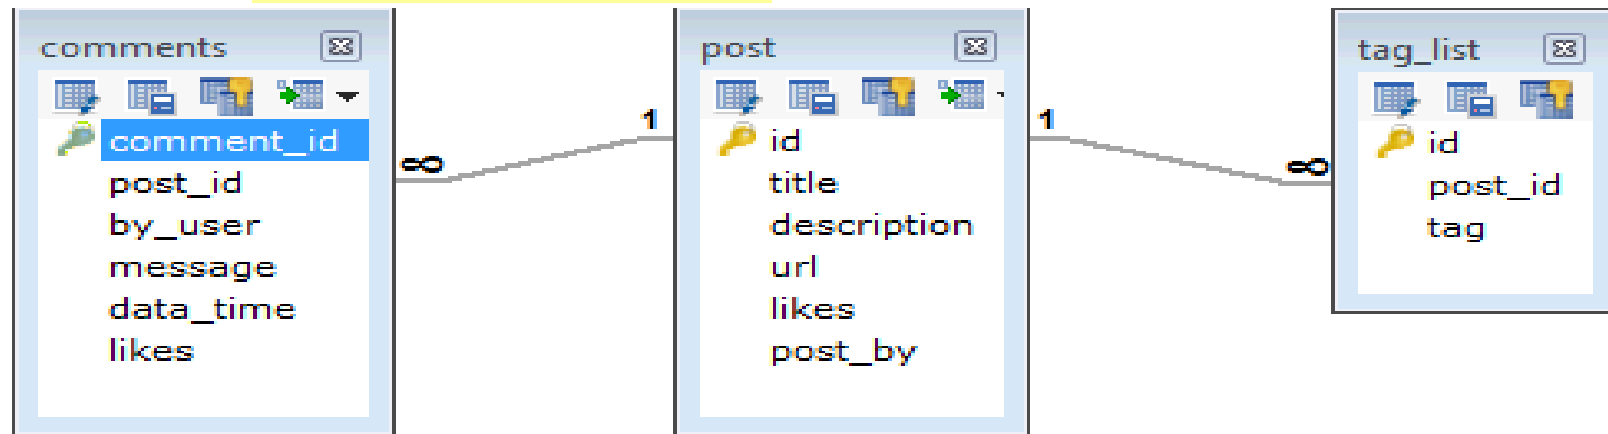 comments
comment_id
post_id
by_user
message
data_time
likes
∞
1
post
id
title
description
url
likes
post_by
1
∞
tag_list
id
post_id
tag